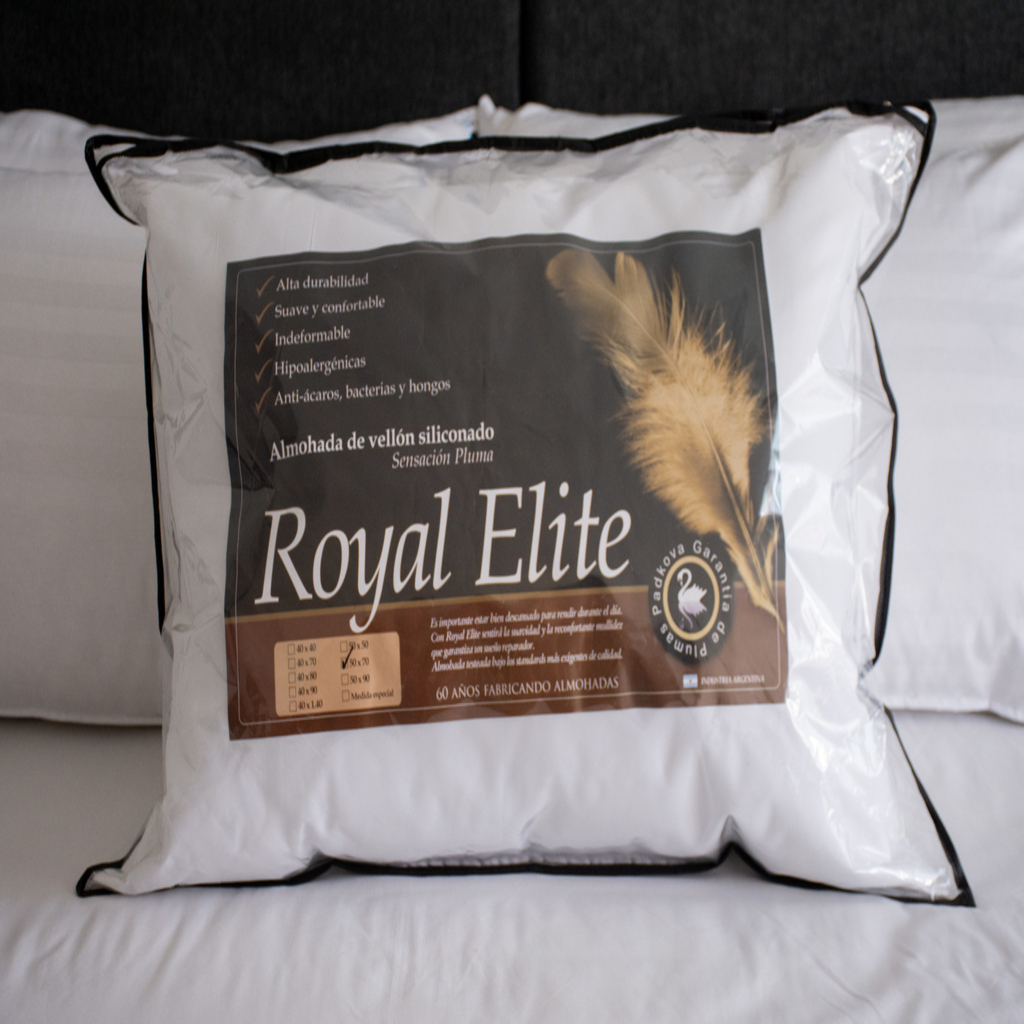 Alta durabilidad
Suave y confortable
Indeformable
Hipoalergénicas
Anti-ácaros, bacterias y hongos
Almohada de vellón siliconado
Sensación Pluma
Royal Elite
Plumas Padkova Garantía de
Es importante estar bien descansado para rendir durante el día.
Con Royal Elite sentirá la suavidad y la reconfortante mullidez
que garantiza un sueño reparador.
Almohada testeada bajo los standards más exigentes de calidad.
60 AÑOS FABRICANDO ALMOHADAS
INDUSTRIA ARGENTINA
40 x 40
40 x 70
40 x 80
40 x 90
40 x 1.40
50 x 50
50 x 70
50 x 90
Medida especial